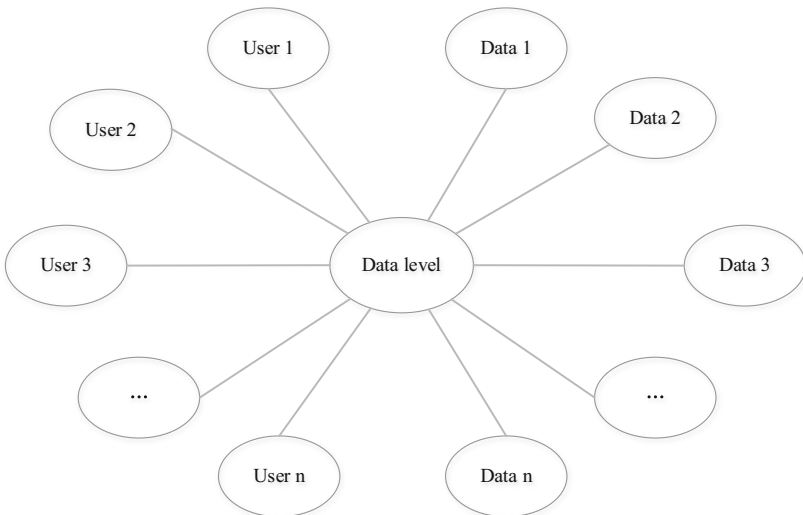 User 1
Data 1
User 2
Data 2
User 3
Data level
Data 3
...
...
User n
Data n